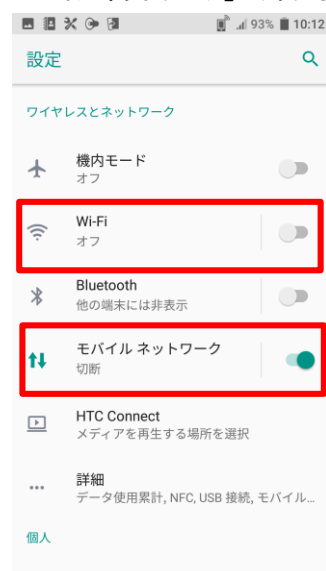 93% 10:12
設定
ワイヤレスとネットワーク
機内モード
オフ
Wi-Fi
オフ
Bluetooth
他の端末には非表示
モバイル ネットワーク
切断
HTC Connect
メディアを再生する場所を選択
詳細
データ使用累計, NFC, USB 接続, モバイル...
個人